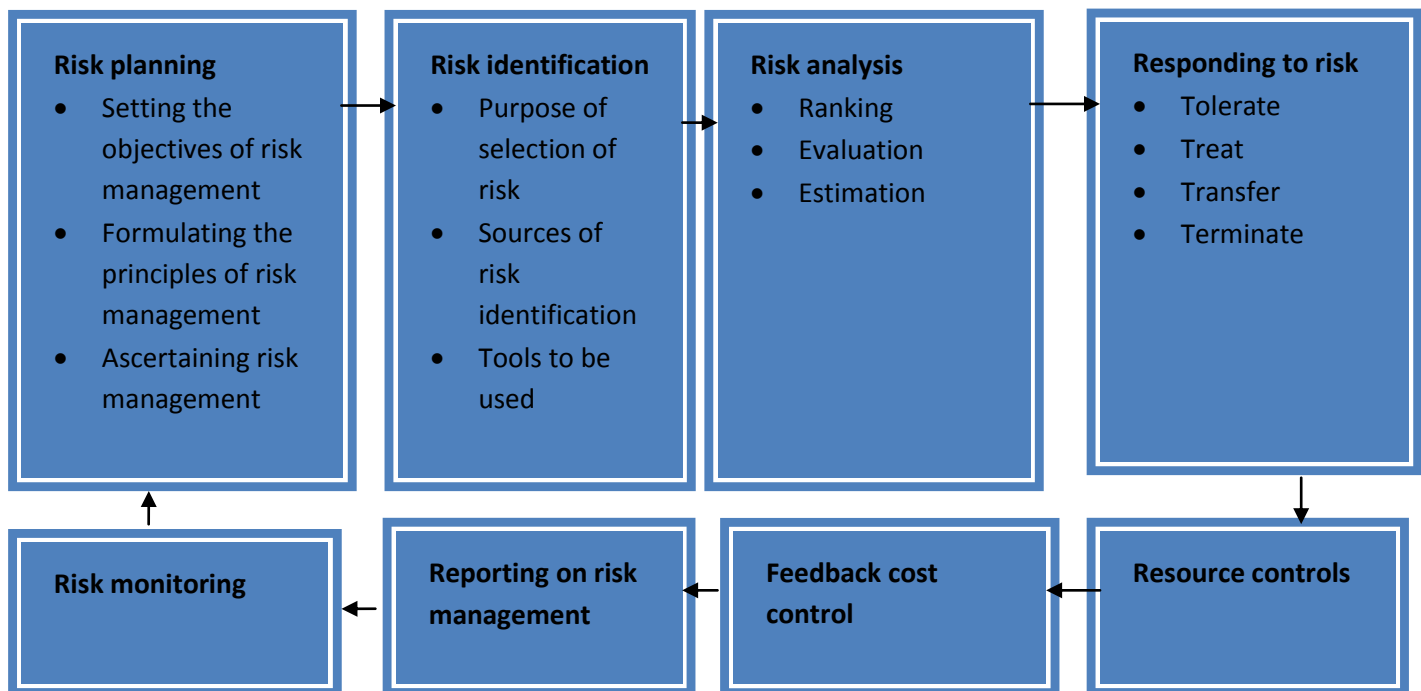 Risk planning
• Setting the
objectives of risk
management
• Formulating the
principles of risk
management
• Ascertaining risk
management
Risk identification
• Purpose of
selection of
risk
• Sources of
risk
identification
• Tools to be
used
Risk analysis
• Ranking
• Evaluation
• Estimation
Responding to risk
• Tolerate
• Treat
• Transfer
• Terminate
Risk monitoring
Reporting on risk
management
Feedback cost
control
Resource controls